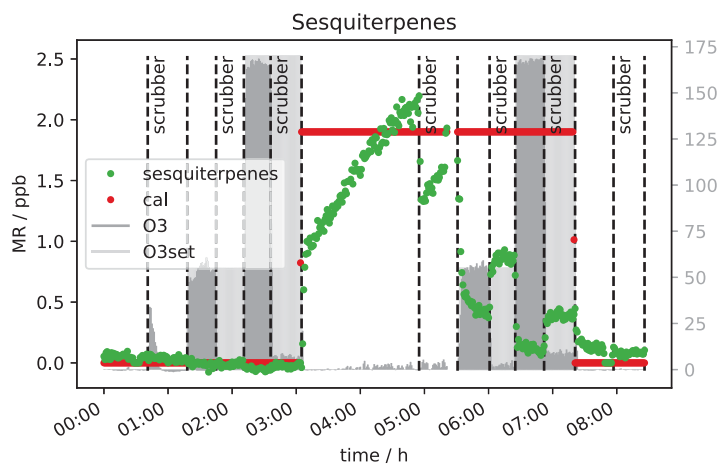 Sesquiterpenes
2.5
2.0
1.5
1.0
0.5
0.0
MR / ppb
scrubber
scrubber
scrubber
scrubber
scrubber
scrubber
scrubber
sesquiterpenes
cal
O3
O3set
175
150
125
100
75
50
25
0
00:00
01:00
02:00
03:00
04:00
05:00
06:00
07:00
08:00
time / h